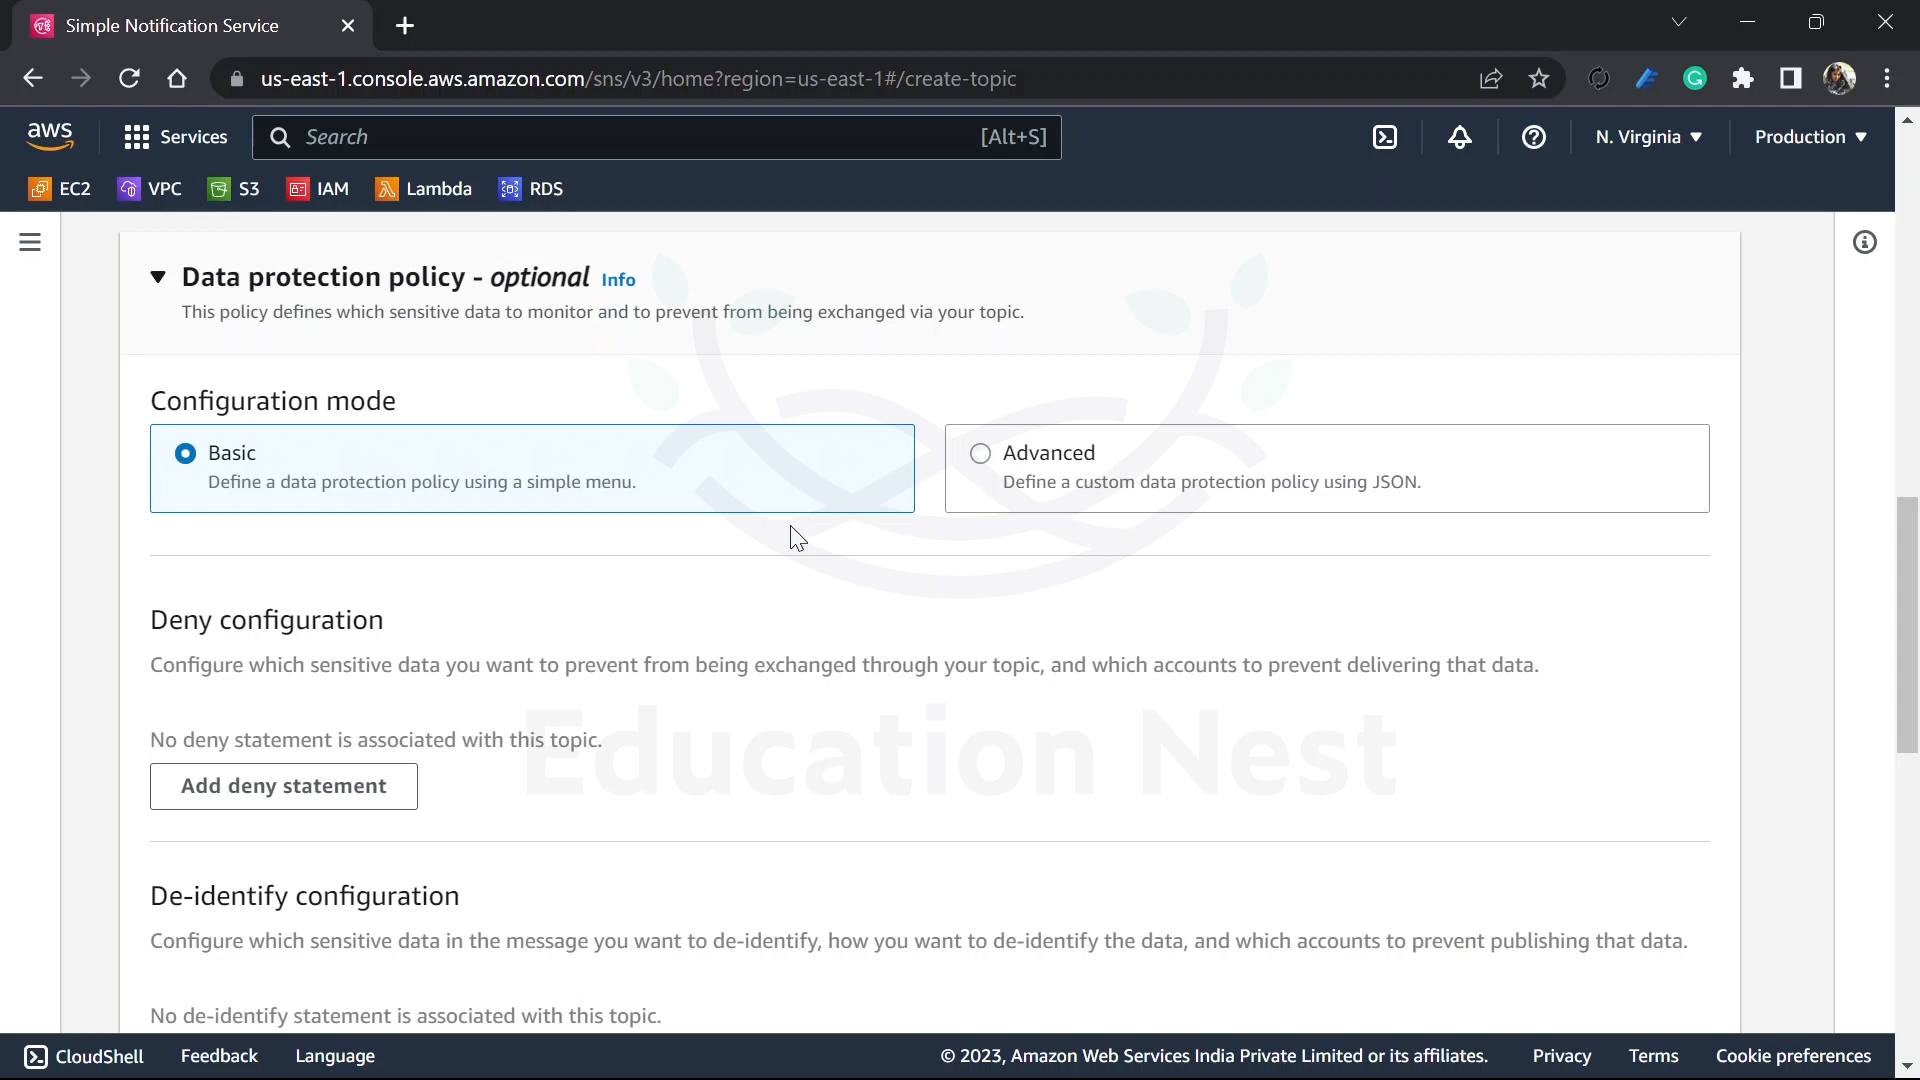 Simple Notification Service
us-east-1.console.aws.amazon.com/sns/v3/home?region=us-east-1#/create-topic
aws Services Search [Alt+S] N. Virginia Production
EC2 VPC S3 IAM Lambda RDS
Data protection policy - optional Info
This policy defines which sensitive data to monitor and to prevent from being exchanged via your topic.
Configuration mode
Basic
Define a data protection policy using a simple menu.
Advanced
Define a custom data protection policy using JSON.
Deny configuration
Configure which sensitive data you want to prevent from being exchanged through your topic, and which accounts to prevent delivering that data.
No deny statement is associated with this topic.
Education Nest
Add deny statement
De-identify configuration
Configure which sensitive data in the message you want to de-identify, how you want to de-identify the data, and which accounts to prevent publishing that data.
No de-identify statement is associated with this topic.
CloudShell Feedback Language © 2023, Amazon Web Services India Private Limited or its affiliates. Privacy Terms Cookie preferences